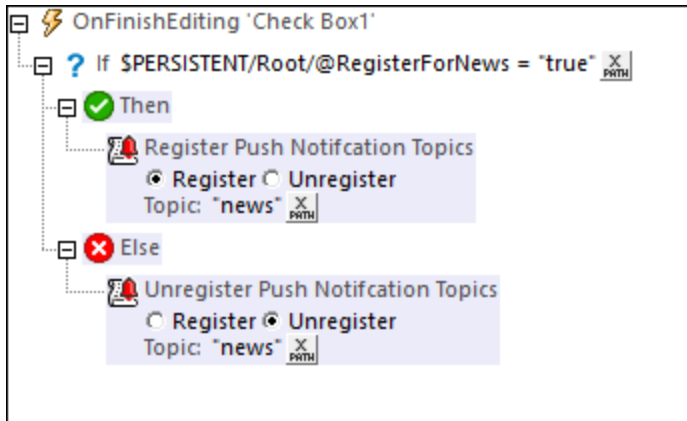 OnFinishEditing 'Check Box1'
? If $PERSISTENT/Root/@RegisterForNews = "true" X PATH
Then
Register Push Notifcation Topics
Register Unregister
Topic: "news" X PATH
Else
Unregister Push Notifcation Topics
Register Unregister
Topic: "news" X PATH